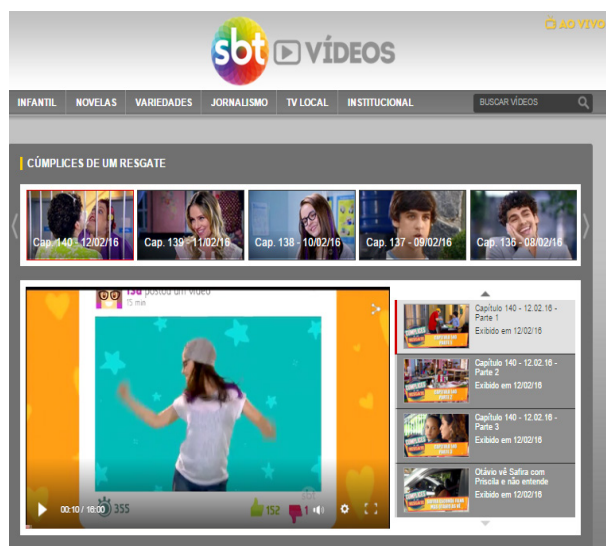 AO VIVO
sbt VÍDEOS
INFANTIL NOVELAS VARIEDADES JORNALISMO TV LOCAL INSTITUCIONAL BUSCAR VÍDEOS
CÚMPLICES DE UM RESGATE
Cap. 140 - 12/02/16 Cap. 139 - 11/02/16 Cap. 138 - 10/02/16 Cap. 137 - 09/02/16 Cap. 136 - 08/02/16
postou um vídeo
15 min
00:10 / 16:00 355 152 1
Capítulo 140 - 12.02.16 -
Parte 1
Exibido em 12/02/16
Capítulo 140 - 12.02.16 -
Parte 2
Exibido em 12/02/16
Capítulo 140 - 12.02.16 -
Parte 3
Exibido em 12/02/16
Otávio vê Safira com
Priscila e não entende
Exibido em 12/02/16